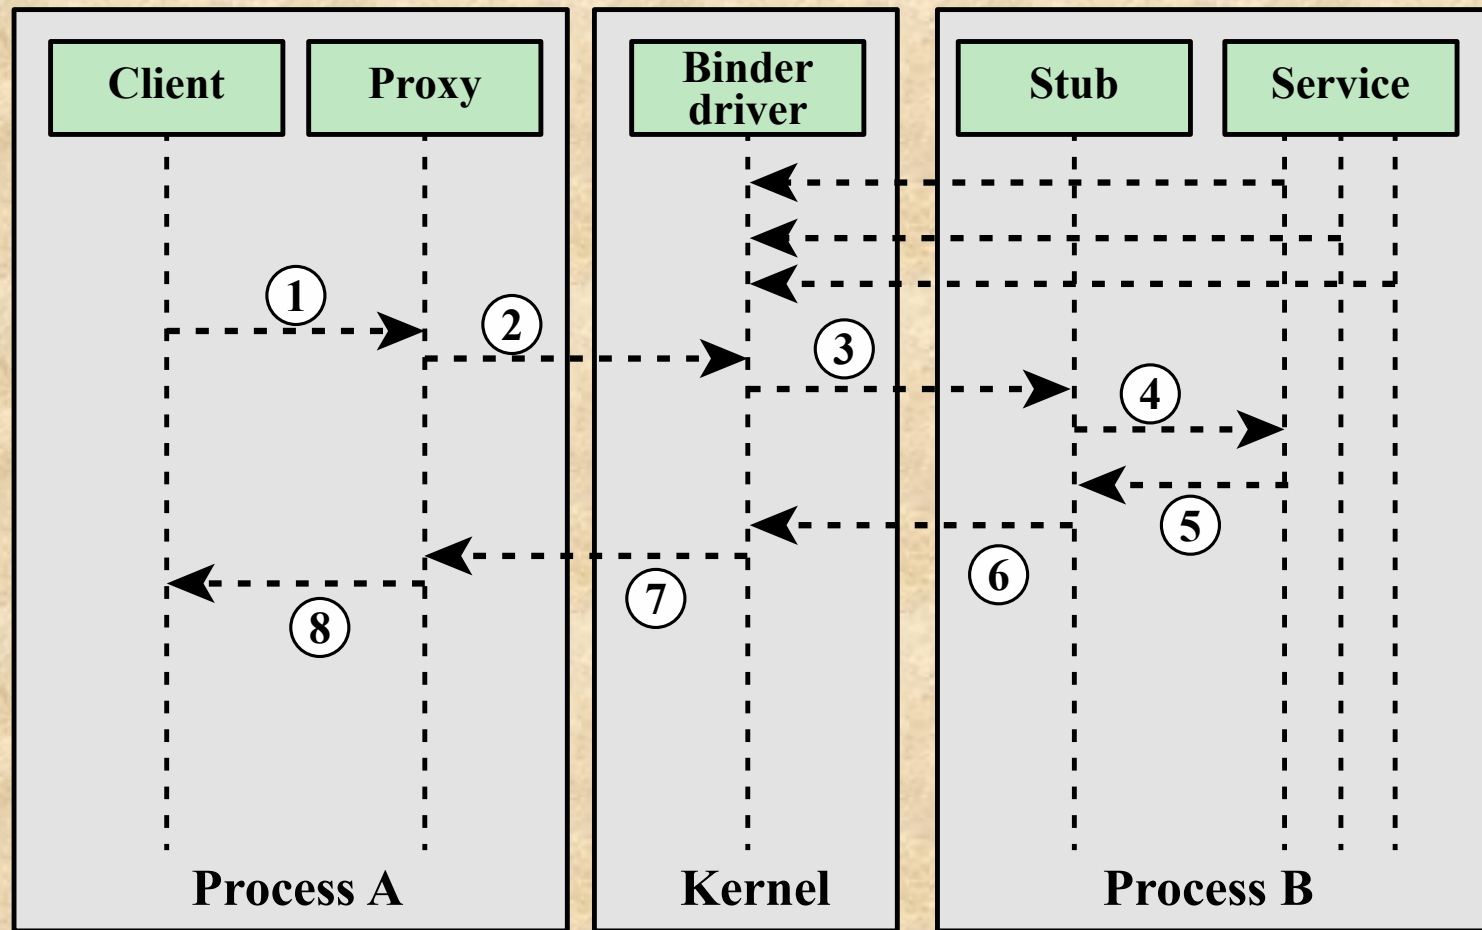 Client
Proxy
Binder
driver
Stub
Service
1
2
3
4
5
6
7
8
Process A
Kernel
Process B